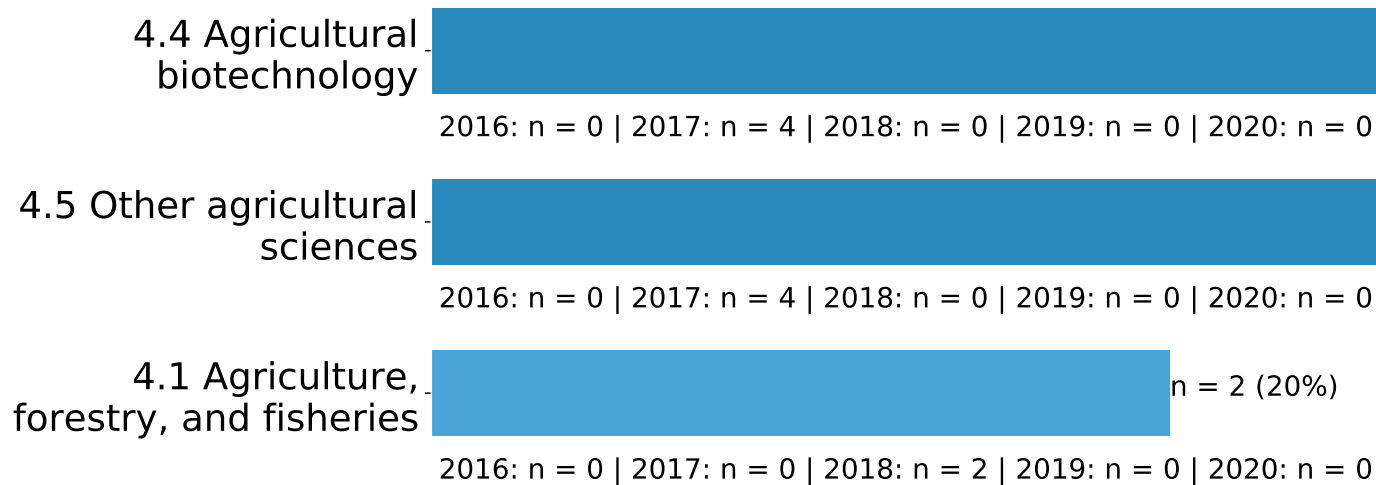 4.4 Agricultural
biotechnology
2016: n = 0 | 2017: n = 4 | 2018: n = 0 | 2019: n = 0 | 2020: n = 0
4.5 Other agricultural
sciences
2016: n = 0 | 2017: n = 4 | 2018: n = 0 | 2019: n = 0 | 2020: n = 0
4.1 Agriculture,
forestry, and fisheries
n = 2 (20%)
2016: n = 0 | 2017: n = 0 | 2018: n = 2 | 2019: n = 0 | 2020: n = 0